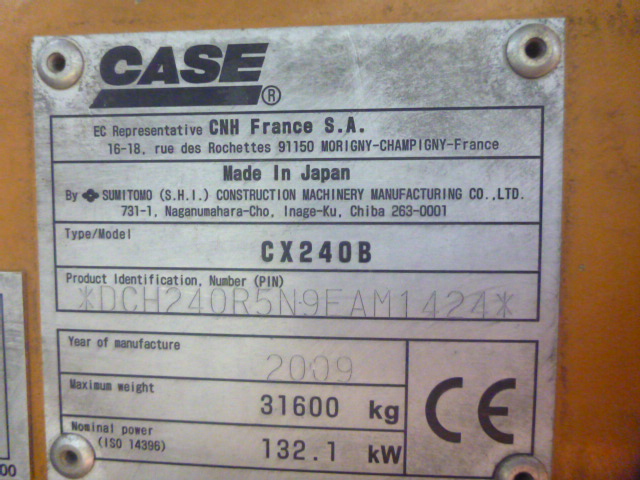 CASE®
EC Representative CNH France S.A.
16-18, rue des Rochettes 91150 MORIGNY-CHAMPIGNY-France
Made In Japan
By SUMITOMO (S.H.I.) CONSTRUCTION MACHINERY MANUFACTURING CO.,LTD.
731-1, Naganumahara-Cho, Inage-Ku, Chiba 263-0001
Type/Model
CX240B
Product Identification, Number (PIN)
*DCH240R5N9EAM1424*
Year of manufacture
2009
Maximum weight
31600 kg
Nominal power
(ISO 14396)
132.1 kW
CE
00